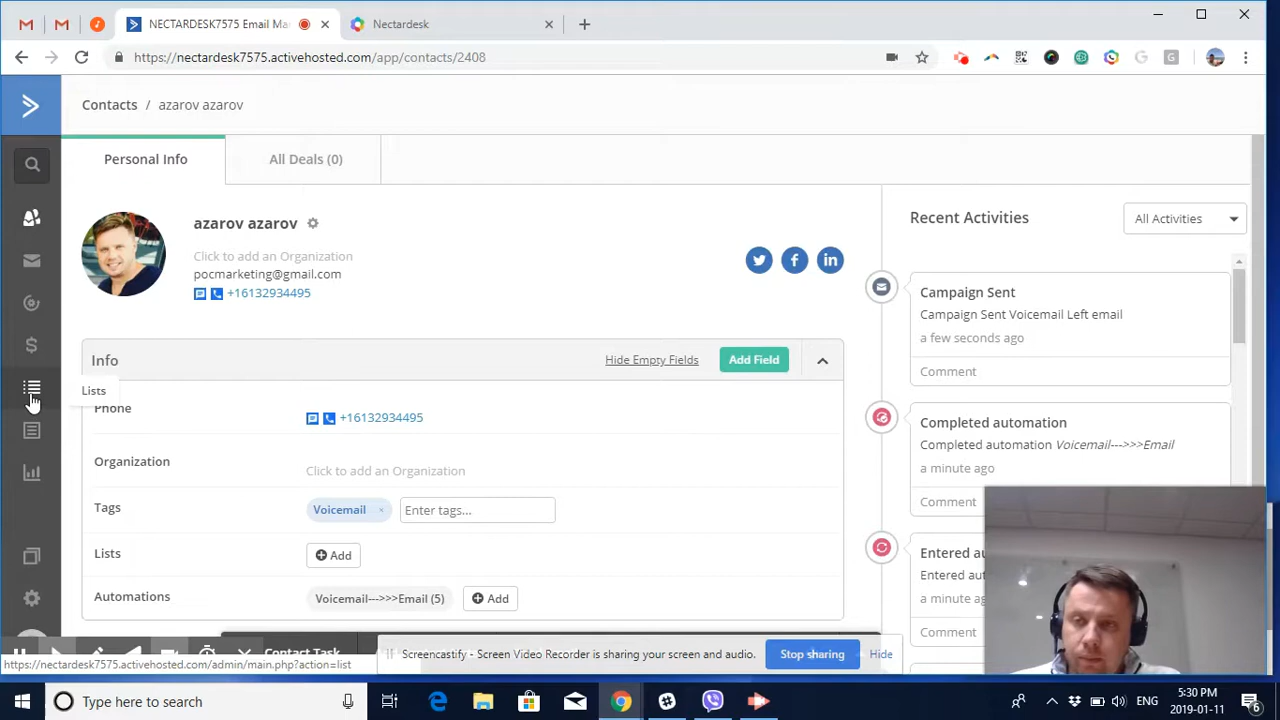 NECTARDESK7575 Email Ma
Nectardesk
https://nectardesk7575.activehosted.com/app/contacts/2408
Contacts / azarov azarov
Personal Info
All Deals (0)
azarov azarov
Click to add an Organization
pocmarketing@gmail.com
+16132934495
Recent Activities
All Activities
Campaign Sent
Campaign Sent Voicemail Left email
a few seconds ago
Comment
Info
Hide Empty Fields
Add Field
Lists
Phone
+16132934495
Organization
Click to add an Organization
Tags
Voicemail ×
Enter tags...
Lists
Add
Automations
Voicemail--->>>Email (5)
Add
Completed automation
Completed automation Voicemail--->>>Email
a minute ago
Comment
Entered au
Entered aut
a minute ago
Comment
Contact Task
Screencastify - Screen Video Recorder is sharing your screen and audio.
Stop sharing
Hide
https://nectardesk7575.activehosted.com/admin/main.php?action=list
Type here to search
ENG
5:30 PM
2019-01-11
6